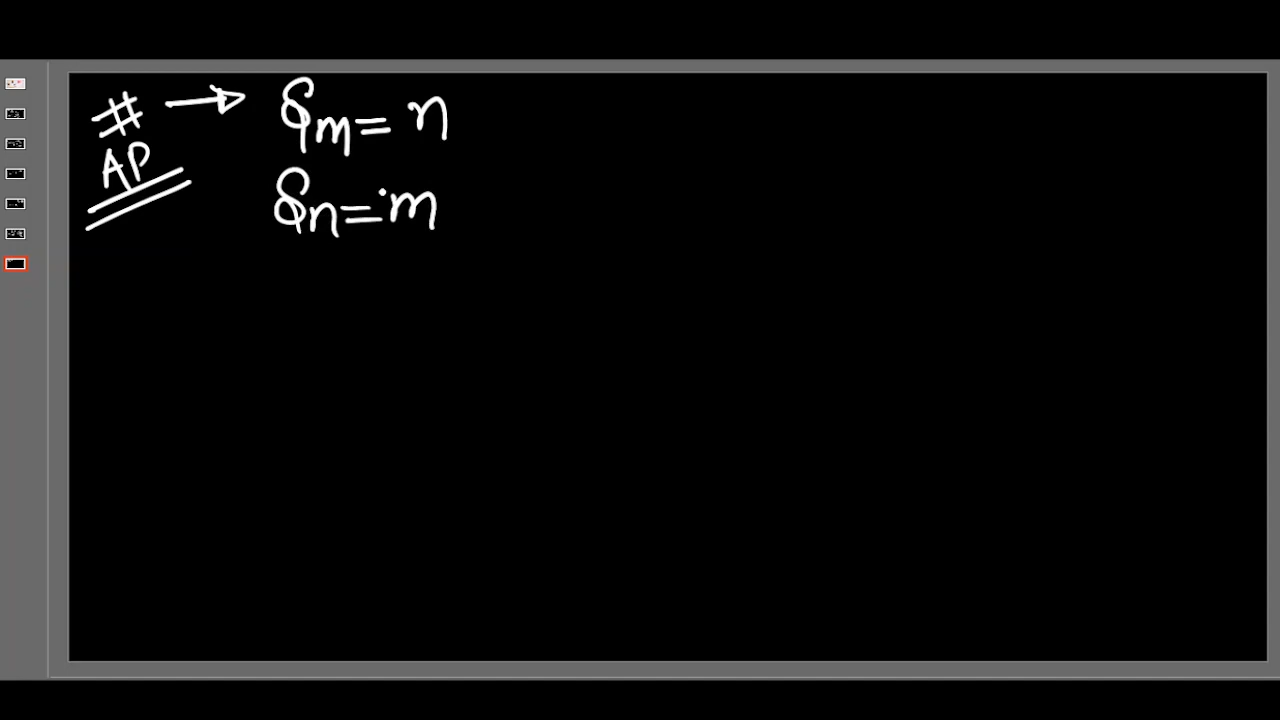 # → Sm = n
AP
Sn = m